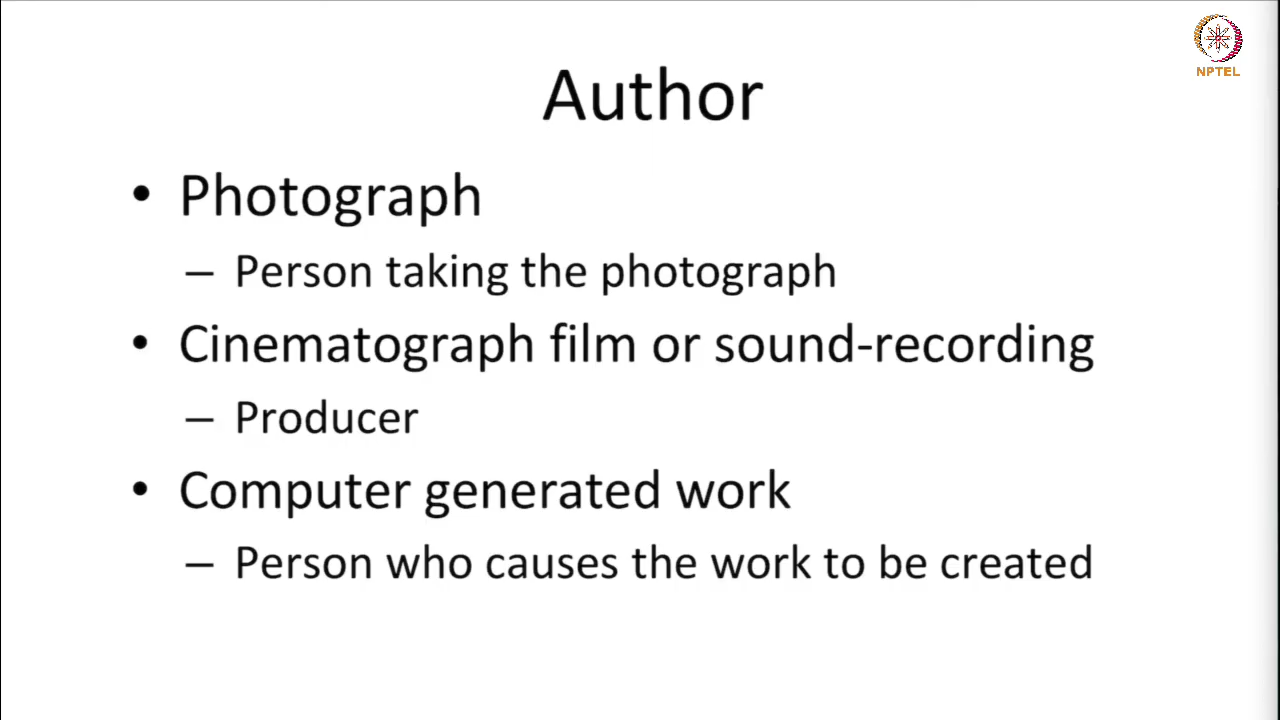 NPTEL
Author
• Photograph
– Person taking the photograph
• Cinematograph film or sound-recording
– Producer
• Computer generated work
– Person who causes the work to be created